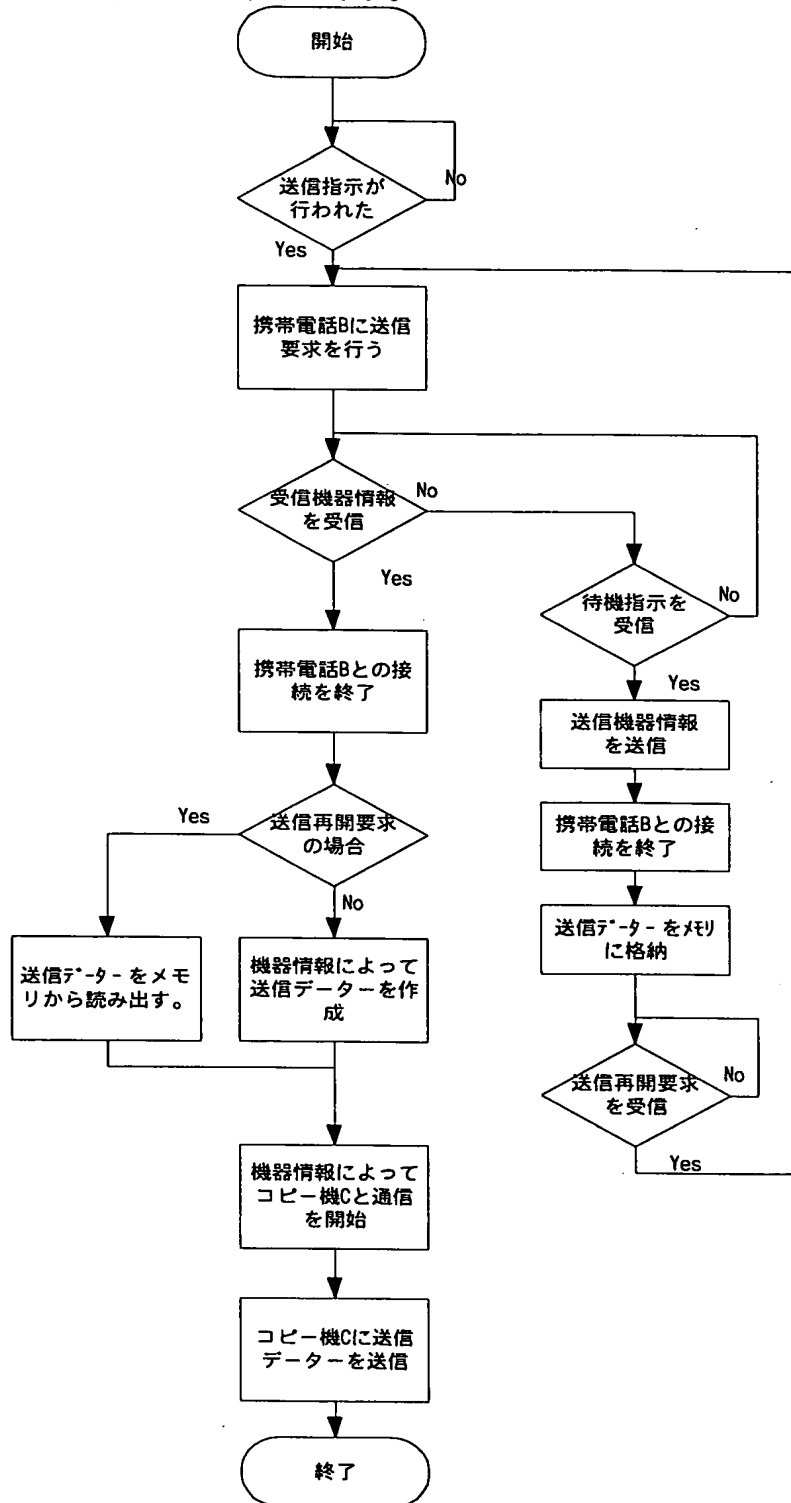 開始
送信指示が
行われた
No
Yes
携帯電話Bに送信
要求を行う
受信機器情報
を受信
No
Yes
待機指示を
受信
No
Yes
携帯電話Bとの接
続を終了
送信機器情報
を送信
携帯電話Bとの接
続を終了
送信再開要求
の場合
Yes
No
送信ﾃﾞｰﾀｰをﾒﾓﾘ
に格納
送信ﾃﾞｰﾀｰをメモ
リから読み出す。
機器情報によって
送信データーを作
成
送信再開要求
を受信
No
Yes
機器情報によって
コピー機Cと通信
を開始
コピー機Cに送信
データーを送信
終了